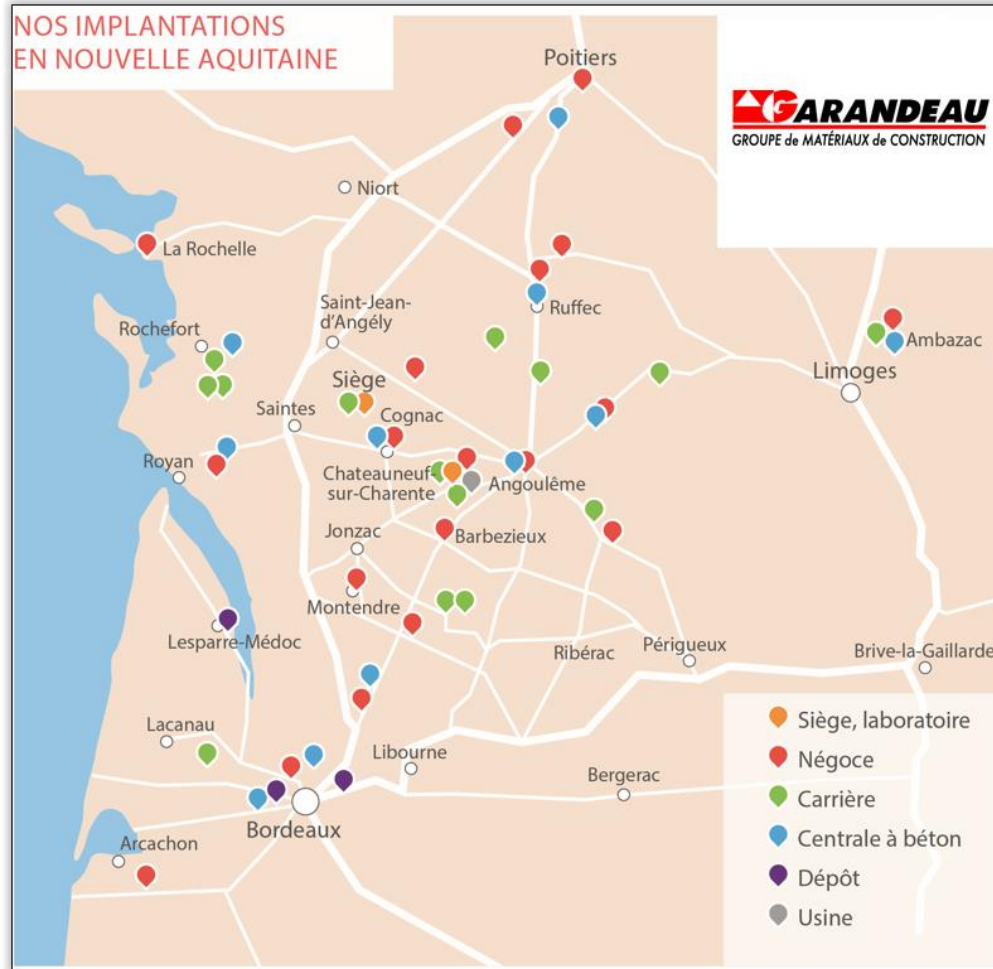 NOS IMPLANTATIONS
EN NOUVELLE AQUITAINE
Poitiers
GARANDEAU
GROUPE de MATÉRIAUX de CONSTRUCTION
Niort
La Rochelle
Saint-Jean-
d'Angély
Ruffec
Rochefort
Ambazac
Limoges
Siège
Saintes
Cognac
Royan
Chateauneuf-
sur-Charente
Angoulême
Jonzac
Barbezieux
Montendre
Lesparre-Médoc
Ribérac
Périgueux
Brive-la-Gaillarde
Lacanau
Libourne
Bergerac
Bordeaux
Arcachon
Siège, laboratoire
Négoce
Carrière
Centrale à béton
Dépôt
Usine